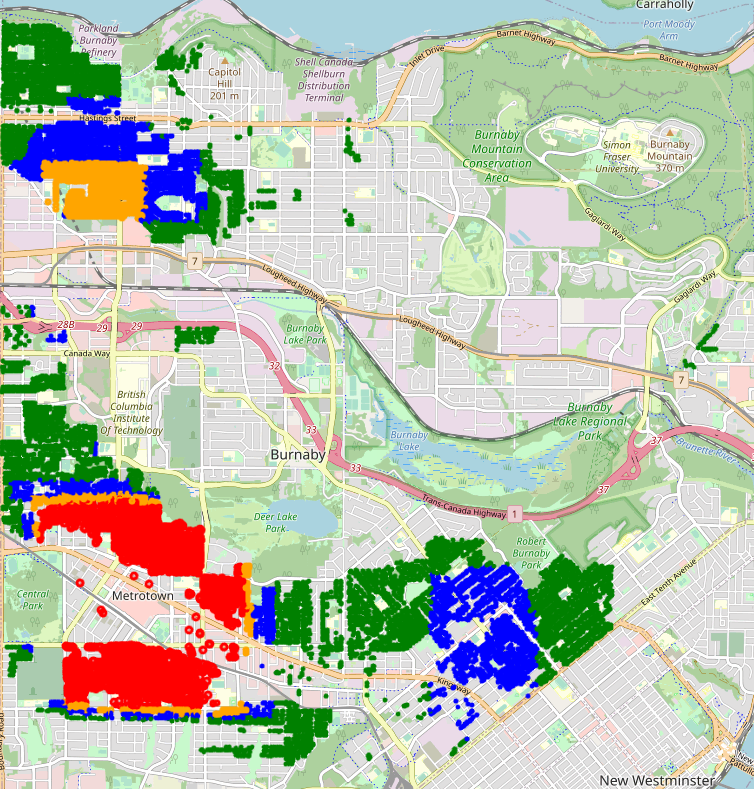 Carraholly
Parkland
Burnaby
Refinery
Port Moody
Arm
Inlet Drive
Barnet Highway
Barnet Highway
Shell Canada
Shellburn
Distribution
Terminal
Capitol
Hill
201 m
Hastings Street
Burnaby
Mountain
Conservation
Area
Simon
Fraser
University
Burnaby
Mountain
370 m
Gaglardi Way
7
Lougheed Highway
Gaglardi Way
28B
29
29
Burnaby
Lake Park
Lougheed Highway
Canada Way
32
7
British
Columbia
Institute
Of Technology
33
Burnaby
Lake
Burnaby
Lake Regional
Park
37
Brunette River
Burnaby
33
37
Trans-Canada Highway
1
Deer Lake
Park
Robert
Burnaby
Park
East Tenth Avenue
Central
Park
Metrotown
Kingsway
Boundary Road
New Westminster